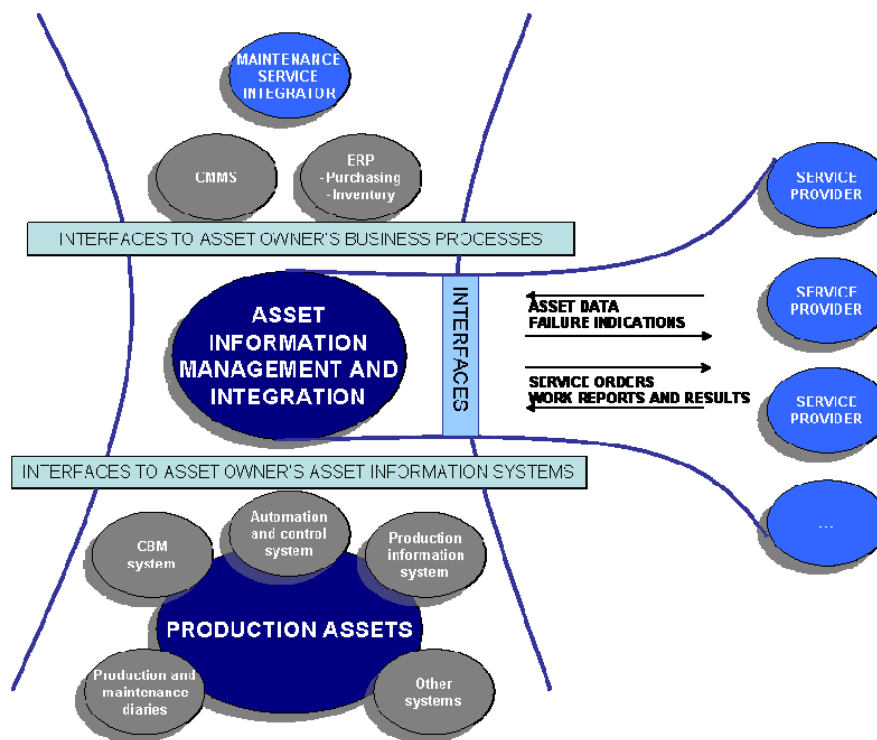 MAINTENANCE
SERVICE
INTEGRATOR
CMMS
ERP
-Purchasing
-Inventory
INTERFACES TO ASSET OWNER'S BUSINESS PROCESSES
ASSET
INFORMATION
MANAGEMENT AND
INTEGRATION
INTERFACES
ASSET DATA
FAILURE INDICATIONS
SERVICE ORDERS
WORK REPORTS AND RESULTS
SERVICE
PROVIDER
SERVICE
PROVIDER
SERVICE
PROVIDER
...
INTERFACES TO ASSET OWNER'S ASSET INFORMATION SYSTEMS
CBM
system
Automation
and control
system
Production
information
system
PRODUCTION ASSETS
Production and
maintenance
diaries
Other
systems